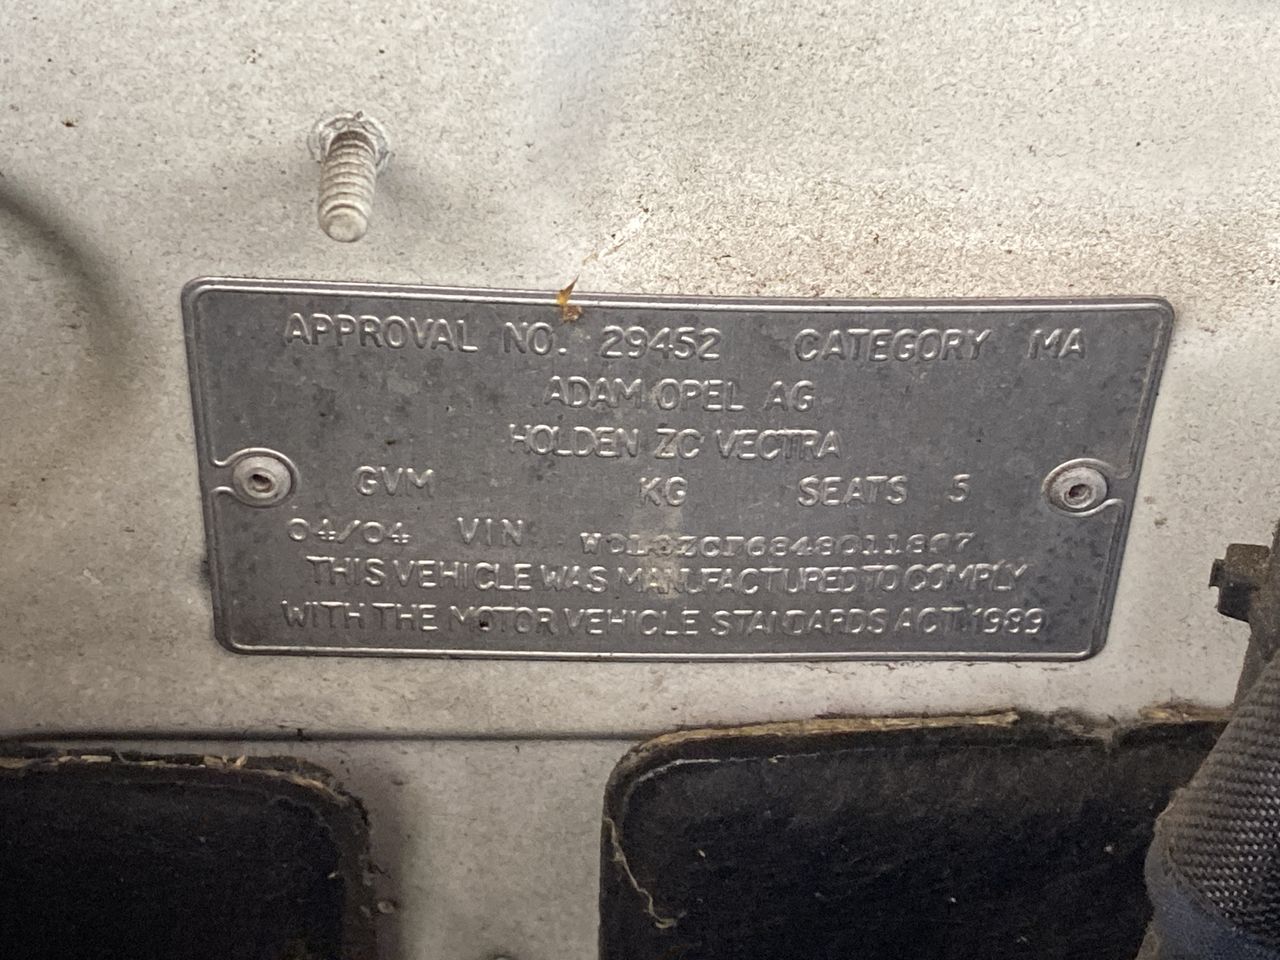 APPROVAL NO. 29452 CATEGORY MA
ADAM OPEL AG
HOLDEN ZC VECTRA
GVM KG SEATS 5
04/04 VIN
THIS VEHICLE WAS MANUFACTURED TO COMPLY
WITH THE MOTOR VEHICLE STANDARDS ACT 1989